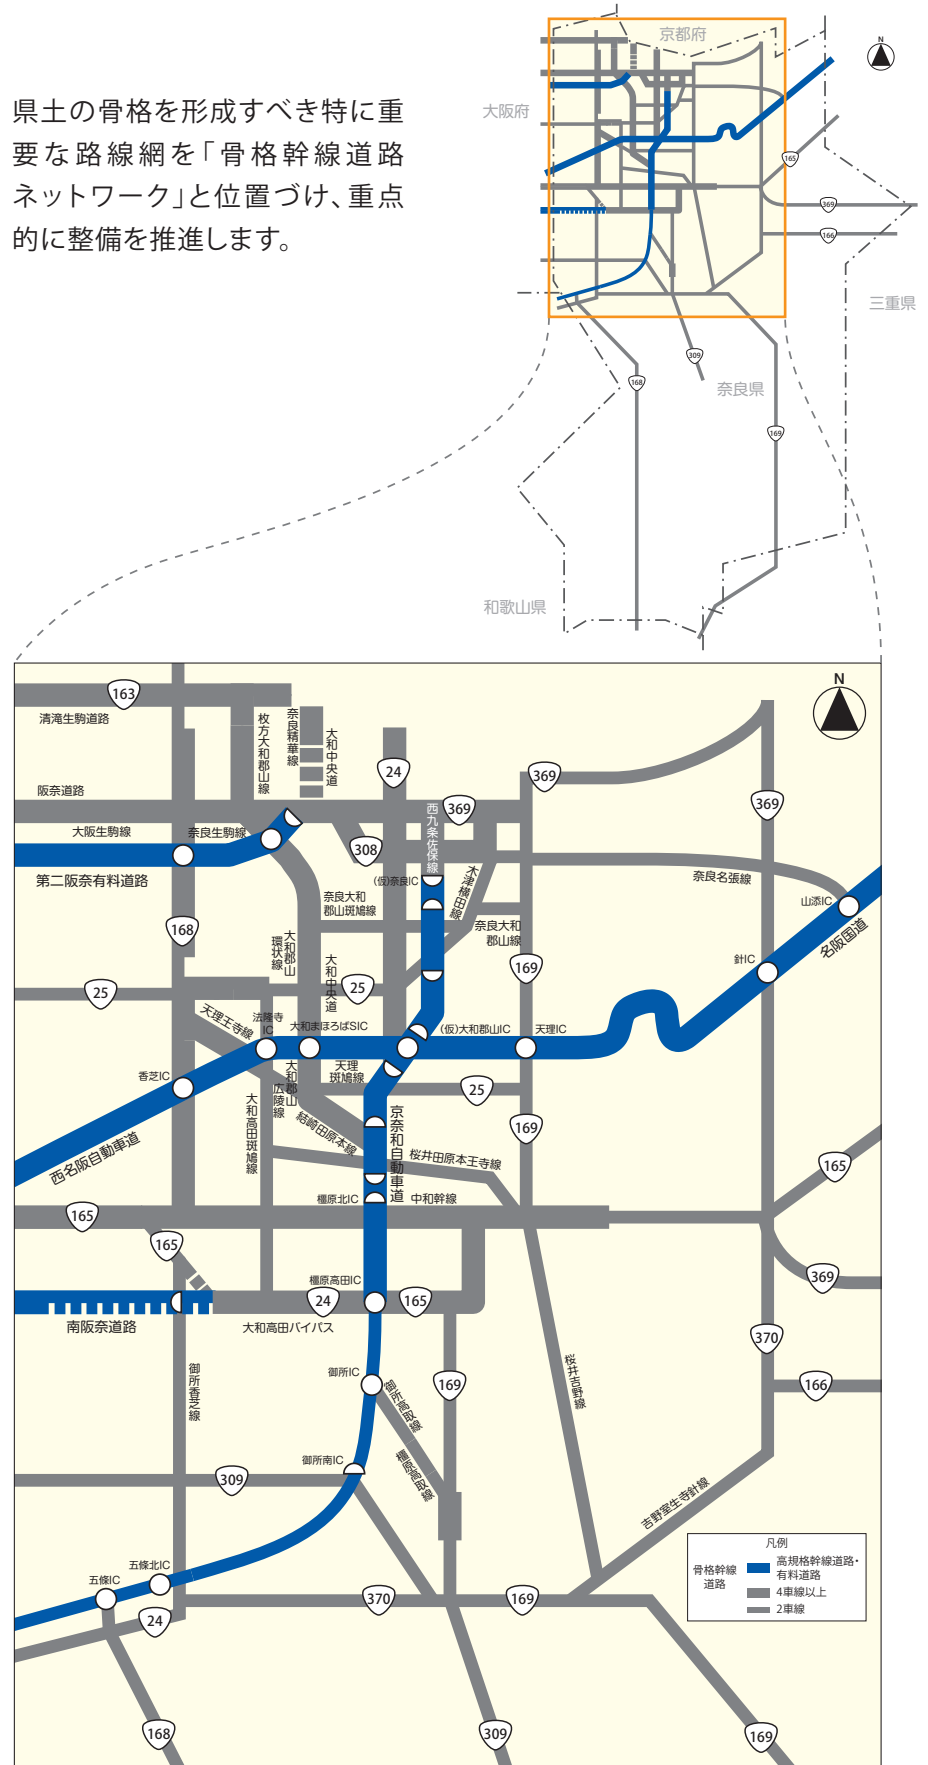 県土の骨格を形成すべき特に重
要な路線網を「骨格幹線道路
ネットワーク」と位置づけ、重点
的に整備を推進します。
京都府
N
大阪府
165
369
166
三重県
309
168
奈良県
169
和歌山県
N
163
清滝生駒道路
枚方大和郡山線
奈良精華線
大和中央道
24
369
369
阪奈道路
369
西九条佐保線
大阪生駒線
奈良生駒線
308
第二阪奈有料道路
(仮)奈良IC
木津横田線
奈良名張線
奈良大和
郡山斑鳩線
山添IC
168
大和郡山
環状線
大和中央道
奈良大和
郡山線
名阪国道
169
針IC
25
25
天理王寺線
法隆寺
IC
大和まほろばSIC
(仮)大和郡山IC
天理IC
香芝IC
天理
斑鳩線
25
大和高田斑鳩線
大和郡山
広陵線
結崎田原本線
京奈和自動車道
169
西名阪自動車道
桜井田原本王寺線
165
橿原北IC
中和幹線
165
165
369
橿原高田IC
24
165
南阪奈道路
大和高田バイパス
370
御所香芝線
御所IC
御所高取線
169
桜井吉野線
166
橿原高取線
御所南IC
309
吉野室生寺針線
凡例
骨格幹線
道路
高規格幹線道路・
有料道路
4車線以上
2車線
五條北IC
五條IC
24
370
169
168
309
169